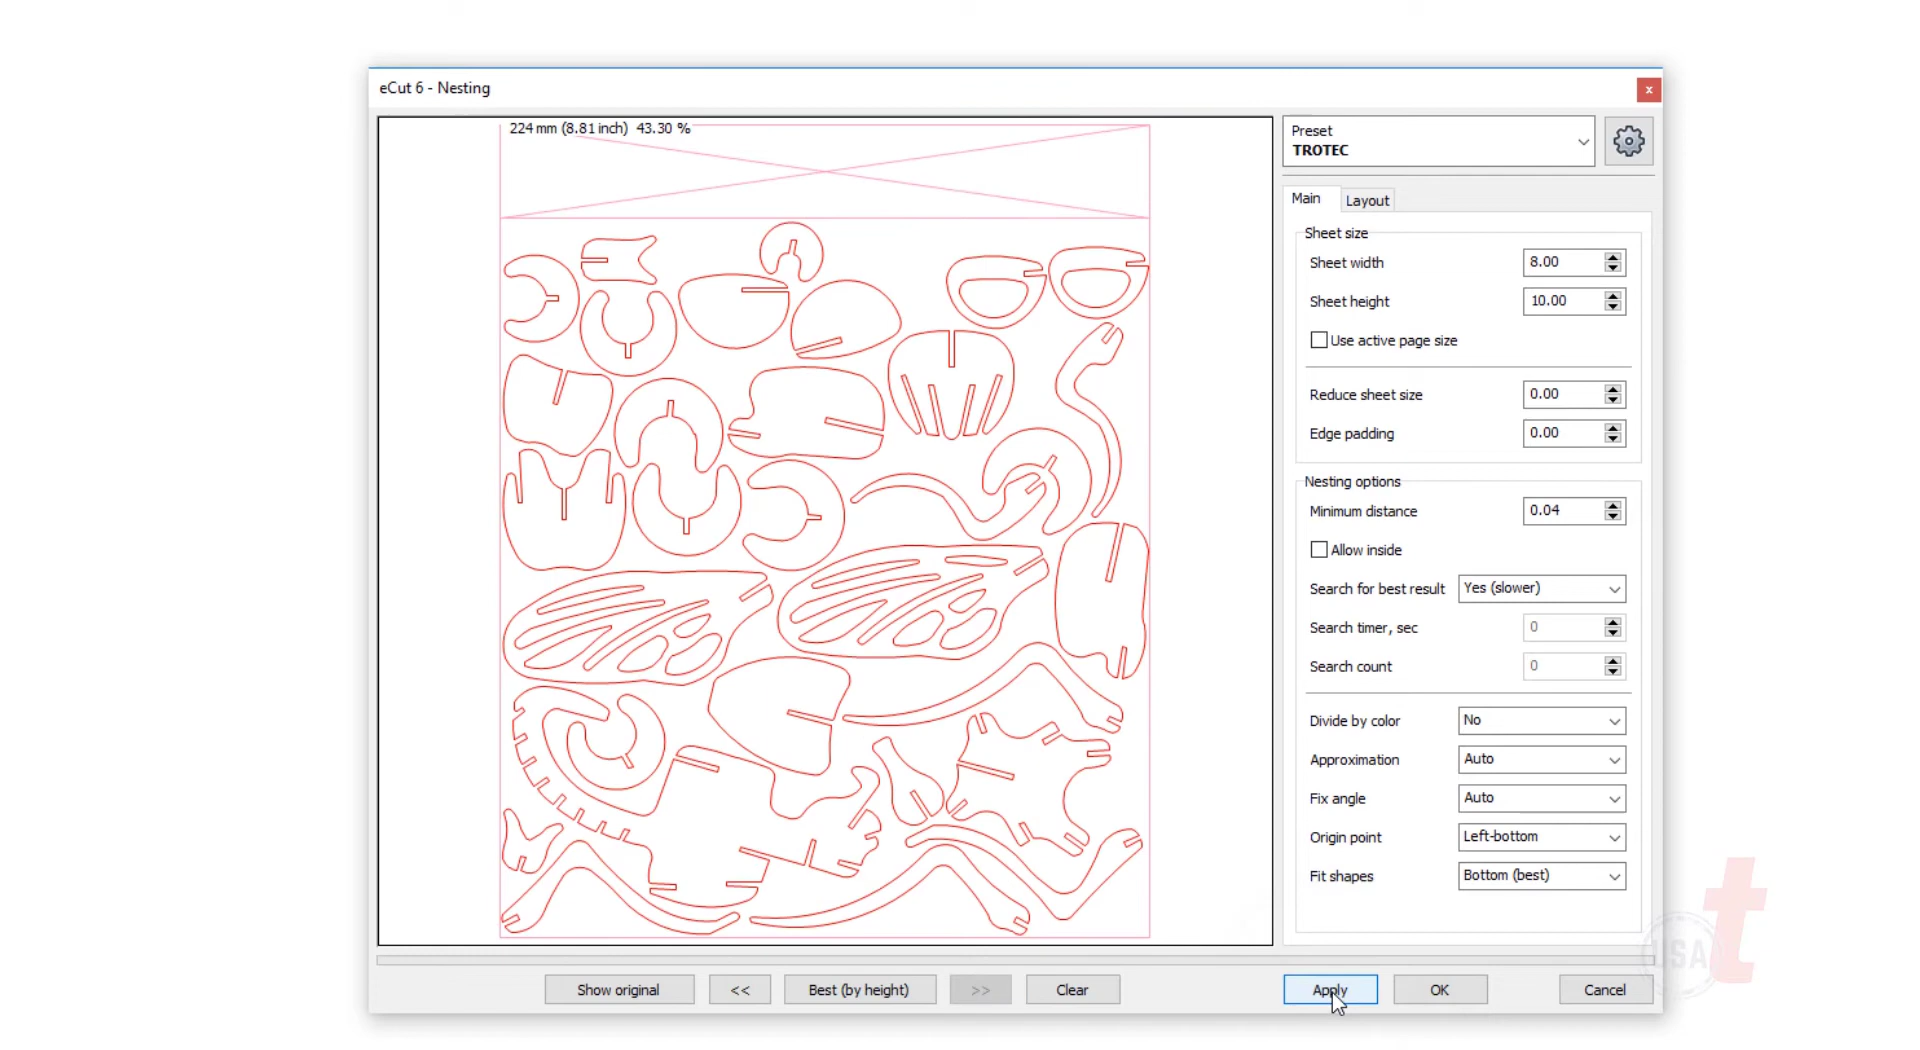 eCut 6 - Nesting
x
224 mm (8.81 inch) 43.30 %
Preset
TROTEC
Main
Layout
Sheet size
Sheet width 8.00
Sheet height 10.00
Use active page size
Reduce sheet size 0.00
Edge padding 0.00
Nesting options
Minimum distance 0.04
Allow inside
Search for best result Yes (slower)
Search timer, sec 0
Search count 0
Divide by color No
Approximation Auto
Fix angle Auto
Origin point Left-bottom
Fit shapes Bottom (best)
t
USA
Show original << Best (by height) >> Clear Apply OK Cancel